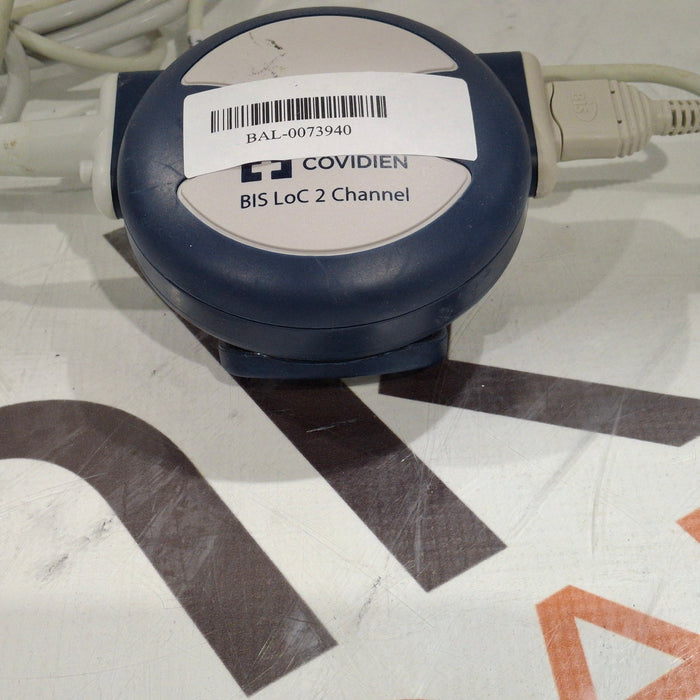 BAL-0073940
COVIDIEN
BIS LoC 2 Channel
BIS